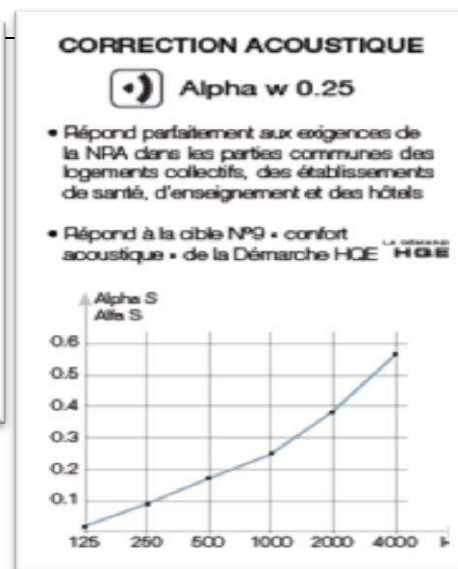 CORRECTION ACOUSTIQUE
Alpha w 0.25
• Répond parfaitement aux exigences de
la NRA dans les parties communes des
logements collectifs, des établissements
de santé, d'enseignement et des hôtels
• Répond à la cible N°9 « confort
acoustique » de la Démarche HQE
LA DÉMARCHE
HQE
Alpha S
Alfa S
0.6
0.5
0.4
0.3
0.2
0.1
125 250 500 1000 2000 4000